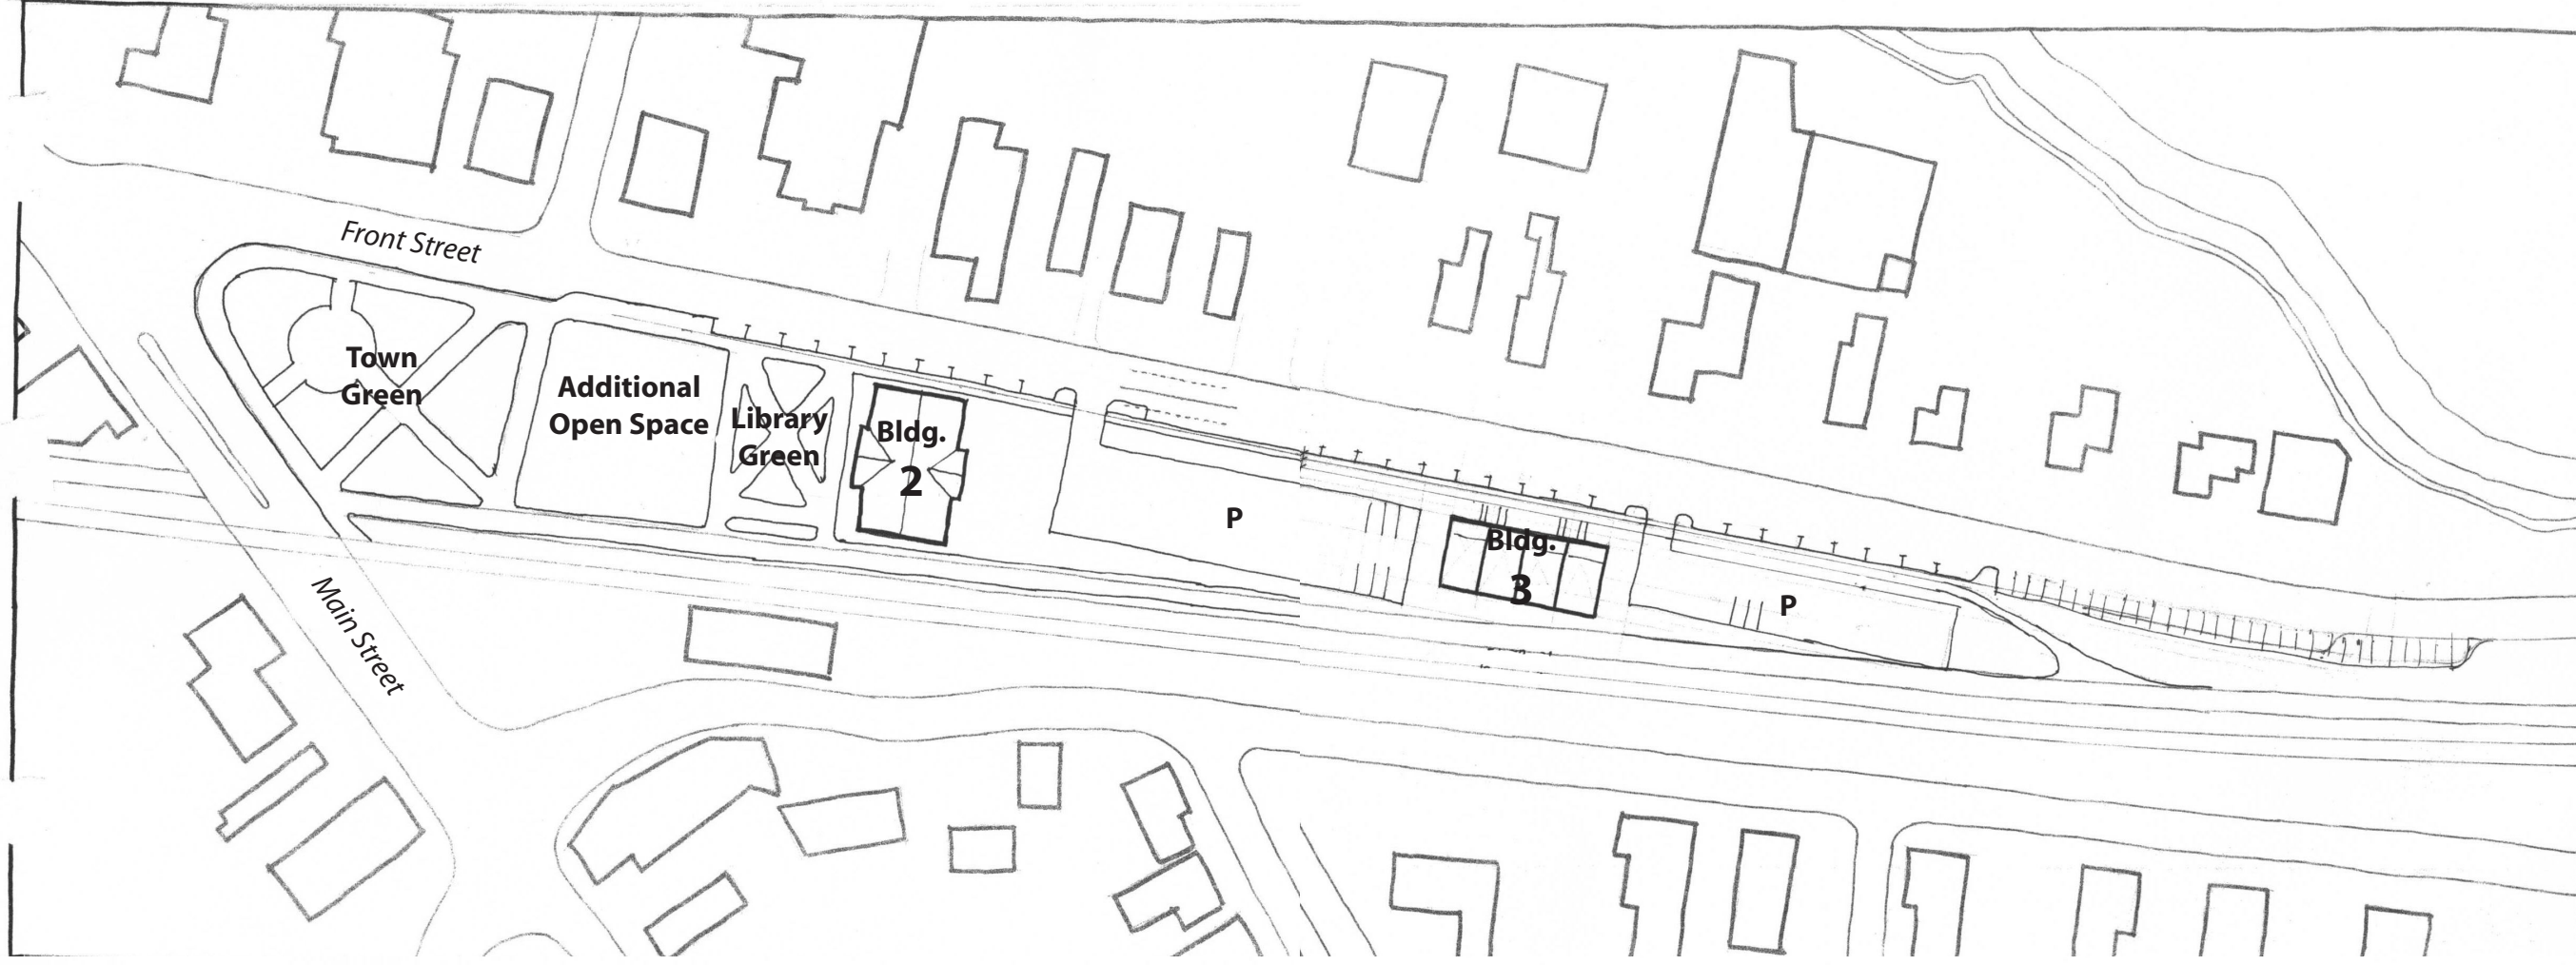 Front Street
Town
Green
Additional
Open Space
Library
Green
Bldg.
2
P
Bldg.
3
P
Main Street